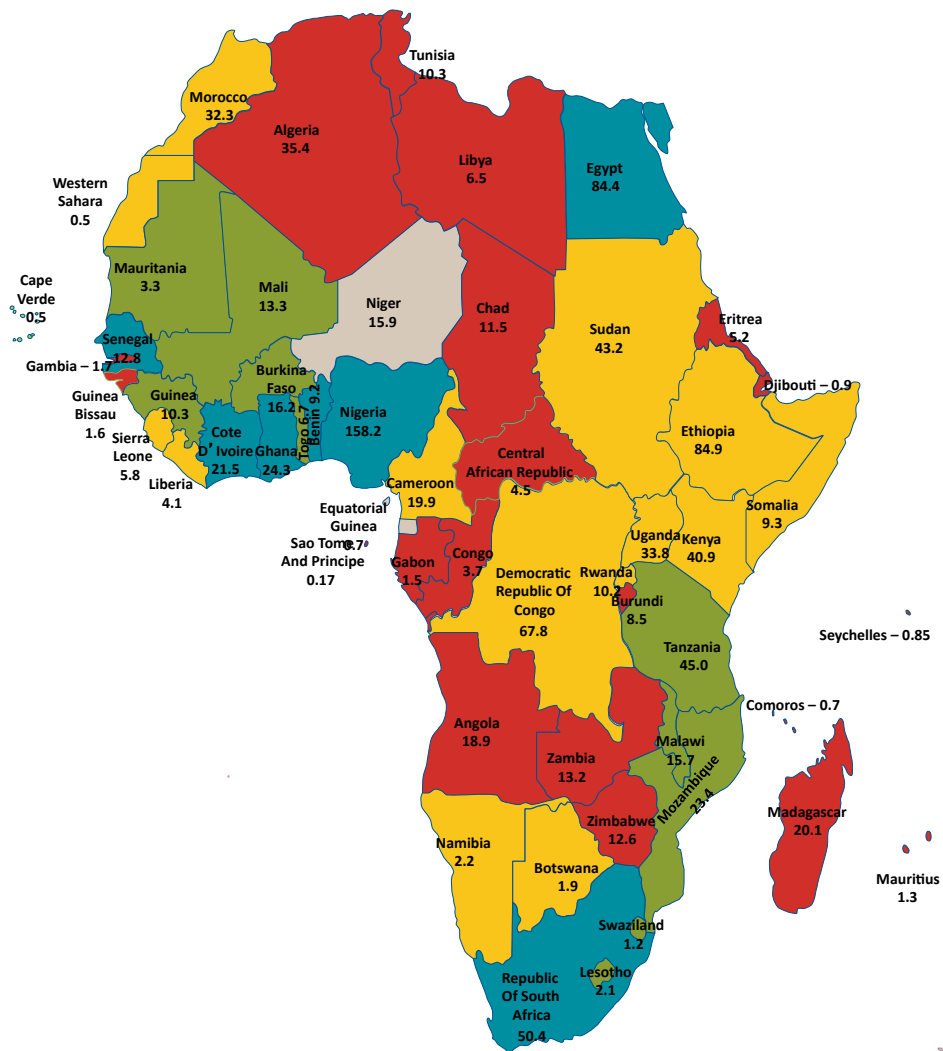 Tunisia
10.3
Morocco
32.3
Algeria
35.4
Libya
6.5
Egypt
84.4
Western
Sahara
0.5
Mauritania
3.3
Mali
13.3
Niger
15.9
Chad
11.5
Sudan
43.2
Eritrea
5.2
Cape
Verde
0.5
Senegal
12.8
Gambia – 1.7
Guinea
Bissau
1.6
Guinea
10.3
Burkina
Faso
16.2
Togo 6.7
Benin 9.2
Nigeria
158.2
Djibouti – 0.9
Ethiopia
84.9
Sierra
Leone
5.8
Cote
D’ Ivoire
21.5
Ghana
24.3
Liberia
4.1
Central
African Republic
4.5
Cameroon
19.9
Somalia
9.3
Equatorial
Guinea
0.7
Sao Tome
And Principe
0.17
Gabon
1.5
Congo
3.7
Uganda
33.8
Kenya
40.9
Democratic
Republic Of
Congo
67.8
Rwanda
10.2
Burundi
8.5
Tanzania
45.0
Seychelles – 0.85
Comoros – 0.7
Angola
18.9
Zambia
13.2
Malawi
15.7
Mozambique
23.4
Zimbabwe
12.6
Madagascar
20.1
Mauritius
1.3
Namibia
2.2
Botswana
1.9
Swaziland
1.2
Lesotho
2.1
Republic
Of South
Africa
50.4